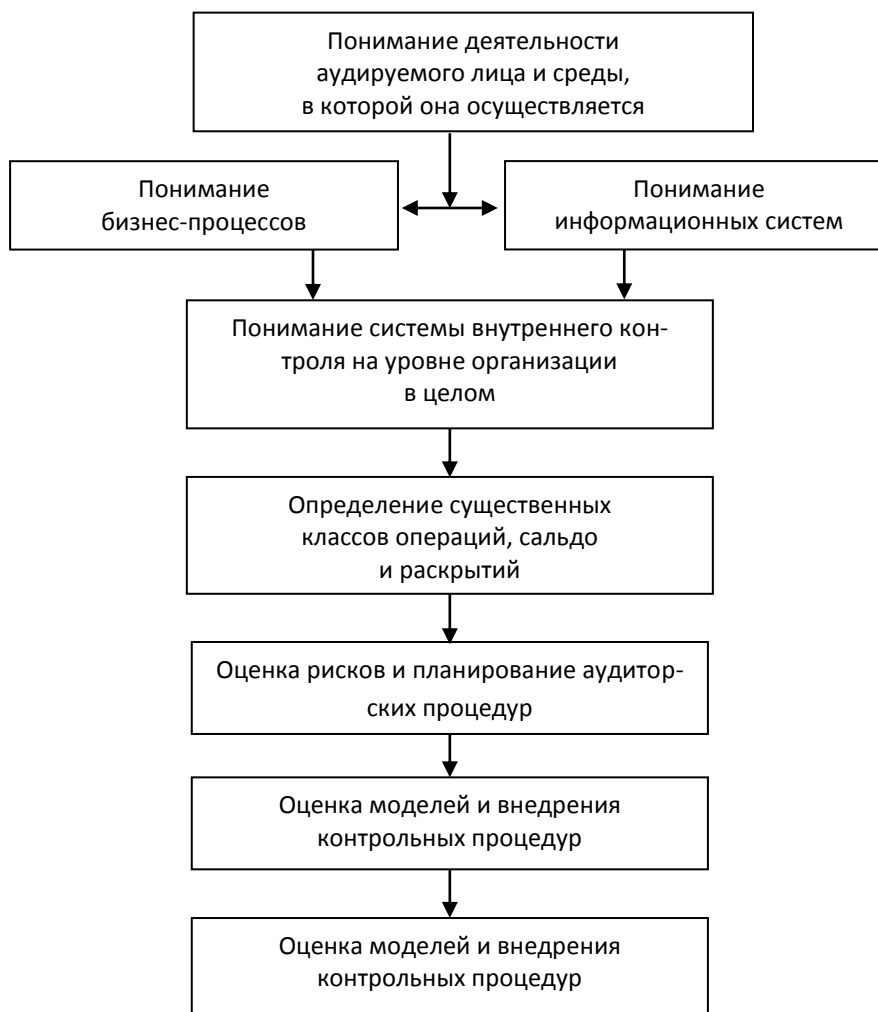 Понимание деятельности
аудируемого лица и среды,
в которой она осуществляется
Понимание
бизнес-процессов
Понимание
информационных систем
Понимание системы внутреннего кон-
троля на уровне организации
в целом
Определение существенных
классов операций, сальдо
и раскрытий
Оценка рисков и планирование аудитор-
ских процедур
Оценка моделей и внедрения
контрольных процедур
Оценка моделей и внедрения
контрольных процедур